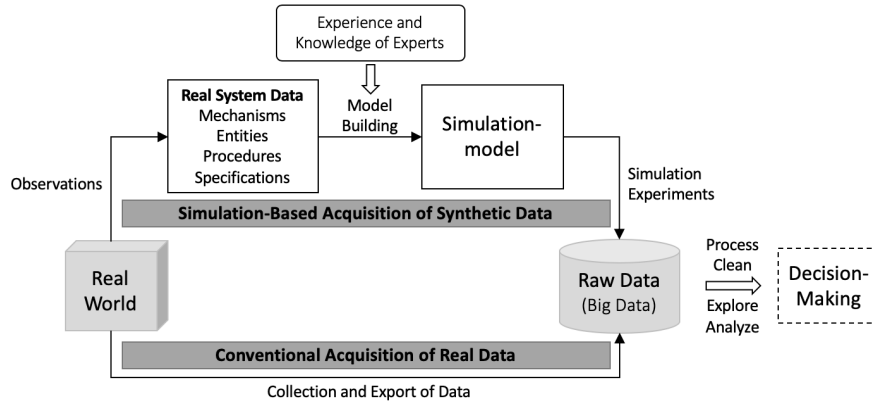 Experience and
Knowledge of Experts
Real System Data
Mechanisms
Entities
Procedures
Specifications
Model
Building
Simulation-
model
Observations
Simulation
Experiments
Simulation-Based Acquisition of Synthetic Data
Real
World
Raw Data
(Big Data)
Process
Clean
Explore
Analyze
Decision-
Making
Conventional Acquisition of Real Data
Collection and Export of Data